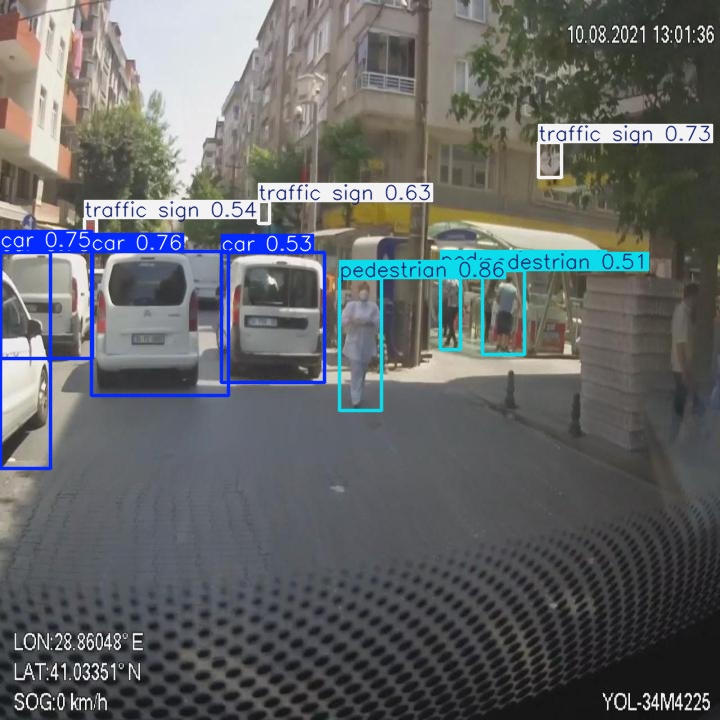 10.08.2021 13:01:36
traffic sign 0.73
traffic sign 0.63
traffic sign 0.54
car 0.75
car 0.76
car 0.53
pedestrian 0.86
destrian 0.51
LON:28.86048° E
LAT:41.03351° N
SOG:0 km/h
YOL-34M4225